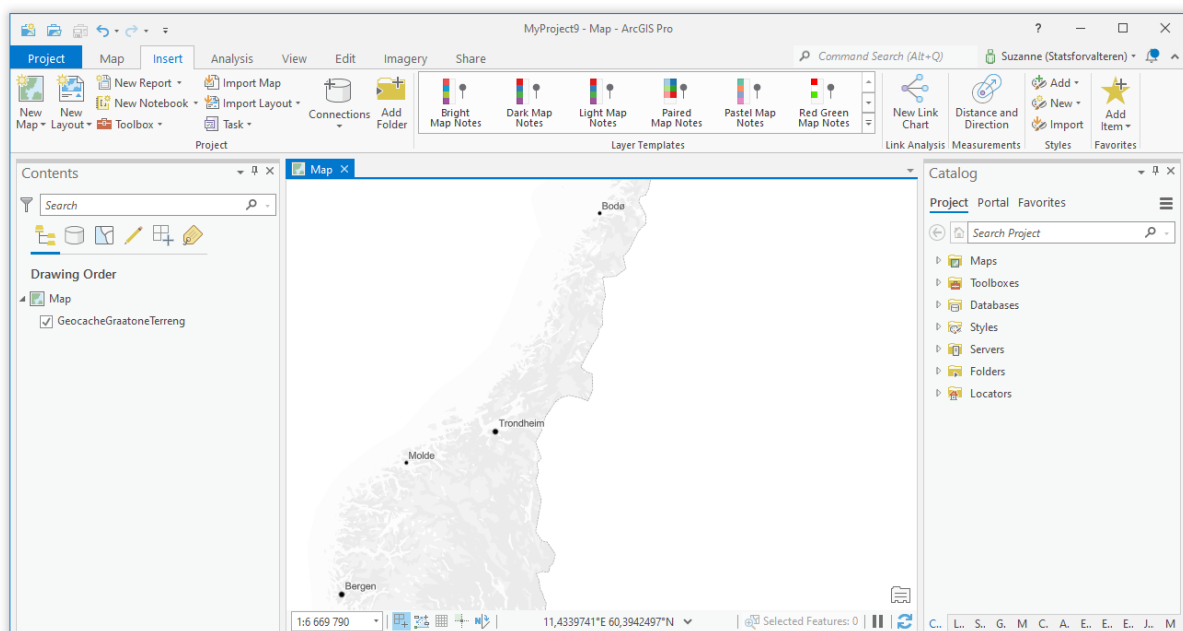 MyProject9 - Map - ArcGIS Pro
?
Project Map Insert Analysis View Edit Imagery Share
Command Search (Alt+Q)
Suzanne (Statsforvalteren)
New Map
New Layout
New Report
New Notebook
Toolbox
Import Map
Import Layout
Task
Connections
Add Folder
Project
Bright Map Notes
Dark Map Notes
Light Map Notes
Paired Map Notes
Pastel Map Notes
Red Green Map Notes
Layer Templates
New Link Chart
Link Analysis
Distance and Direction
Measurements
Add
New
Import
Styles
Add Item
Favorites
Contents
Search
Drawing Order
Map
GeocacheGraatoneTerreng
Map
Bodø
Trondheim
Molde
Bergen
1:6 669 790
11,4339741°E 60,3942497°N
Selected Features: 0
Catalog
Project Portal Favorites
Search Project
Maps
Toolboxes
Databases
Styles
Servers
Folders
Locators
C.. L.. S.. G. M C. A. E.. E.. E.. J.. M